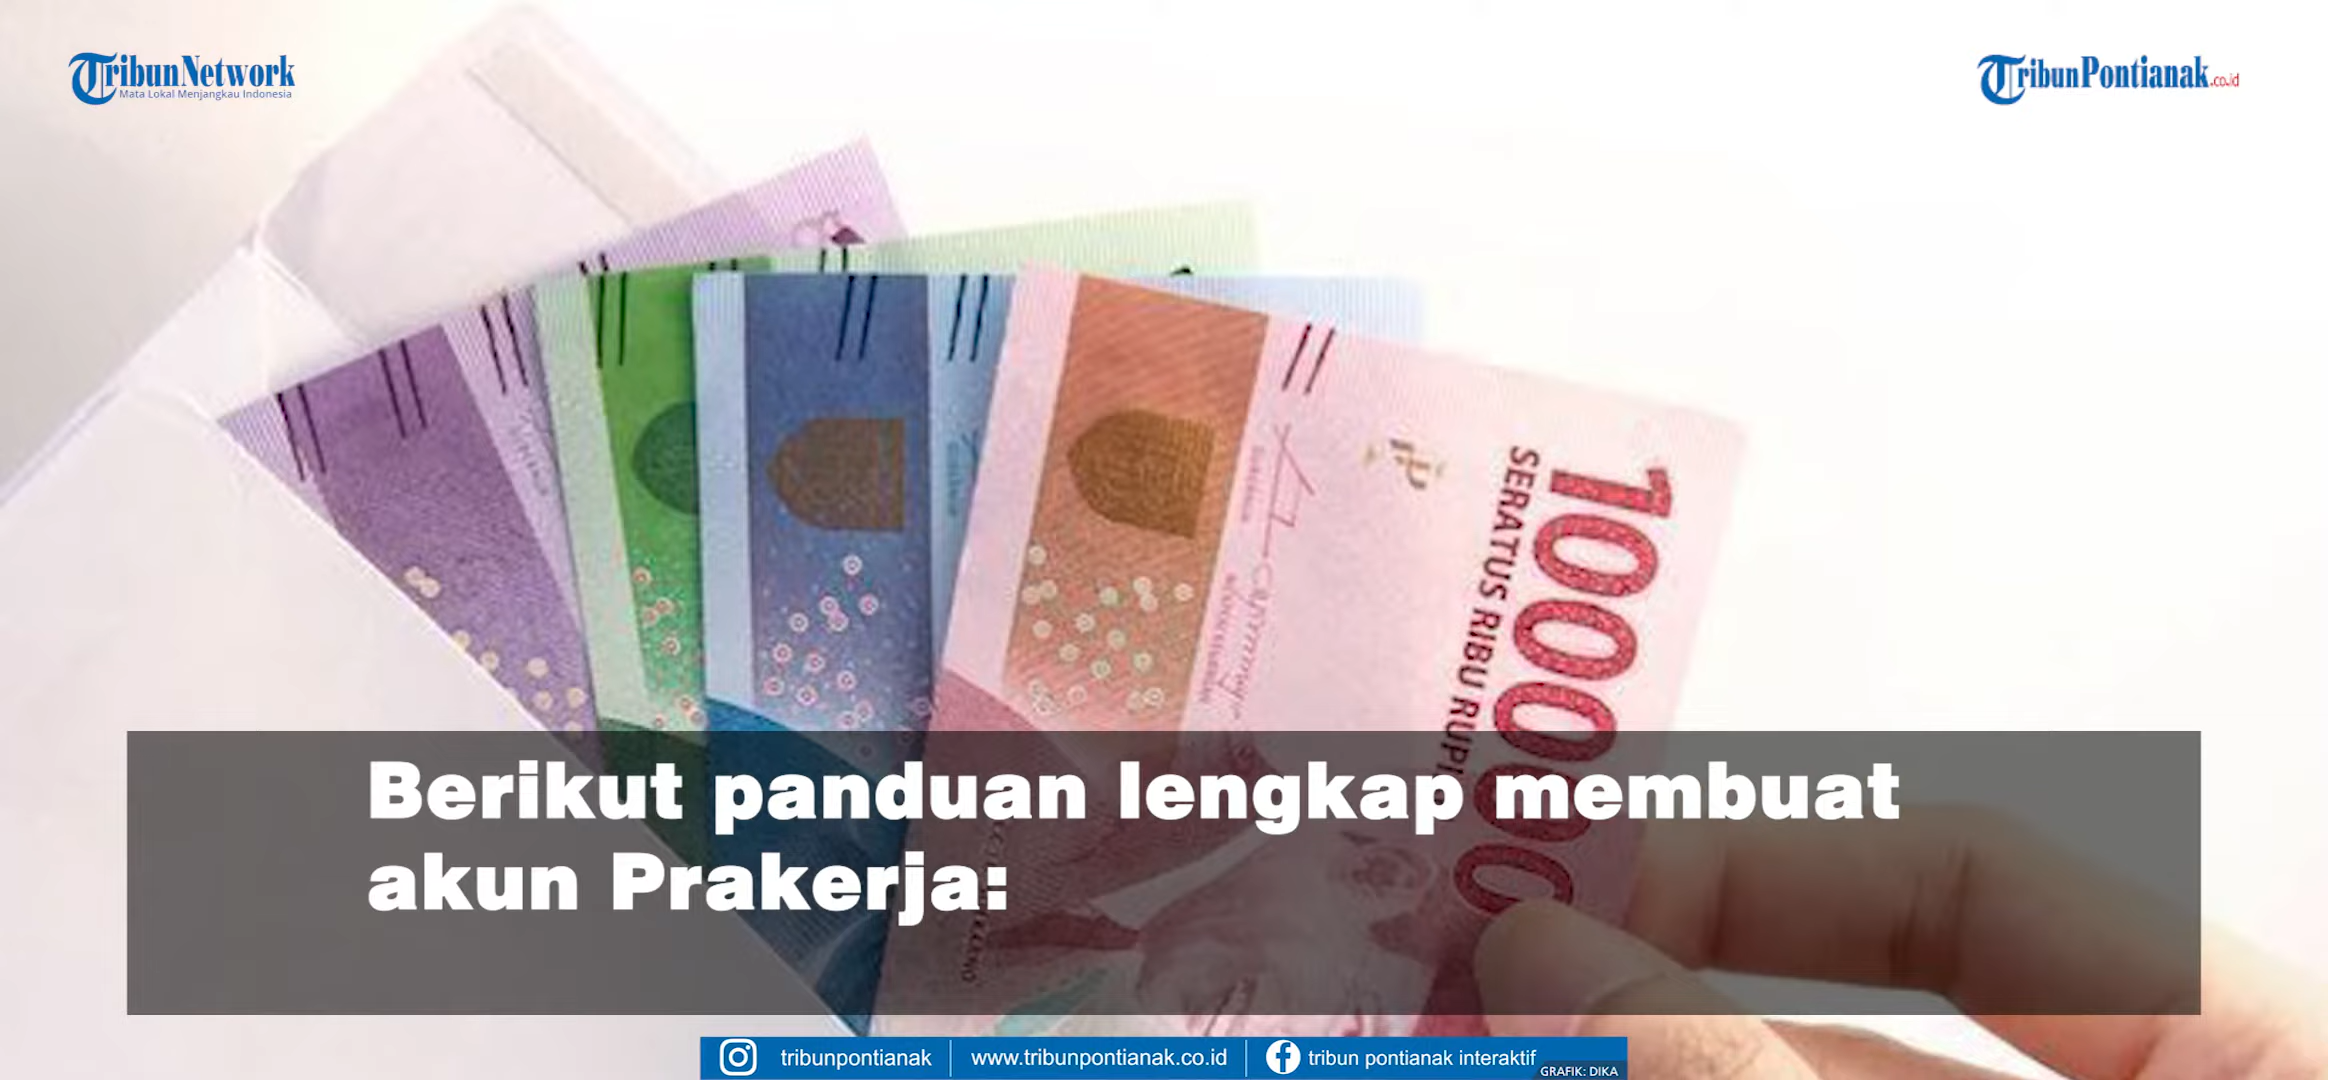 TribunNetwork
Mata Lokal Menjangkau Indonesia
TribunPontianak.co.id
100000
SERATUS RIBU RUPI
Berikut panduan lengkap membuat
akun Prakerja:
tribunpontianak
www.tribunpontianak.co.id
tribun pontianak interaktif
GRAFIK: DIKA